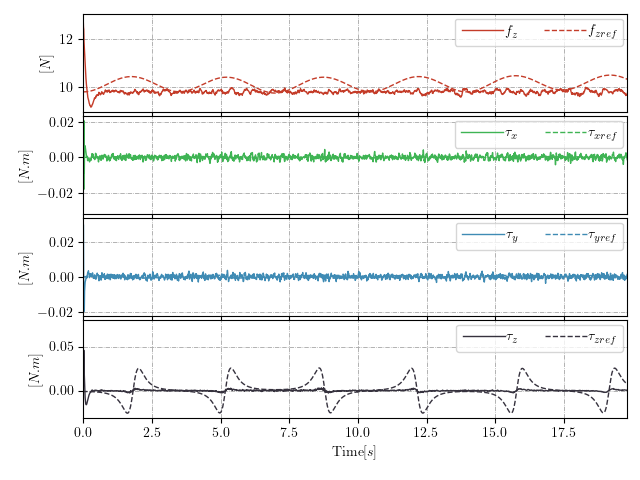 12
10
[N]
f_z f_zref
0.02
0.00
−0.02
[N.m]
τ_x τ_xref
0.02
0.00
−0.02
[N.m]
τ_y τ_yref
0.05
0.00
[N.m]
τ_z τ_zref
0.0 2.5 5.0 7.5 10.0 12.5 15.0 17.5
Time[s]